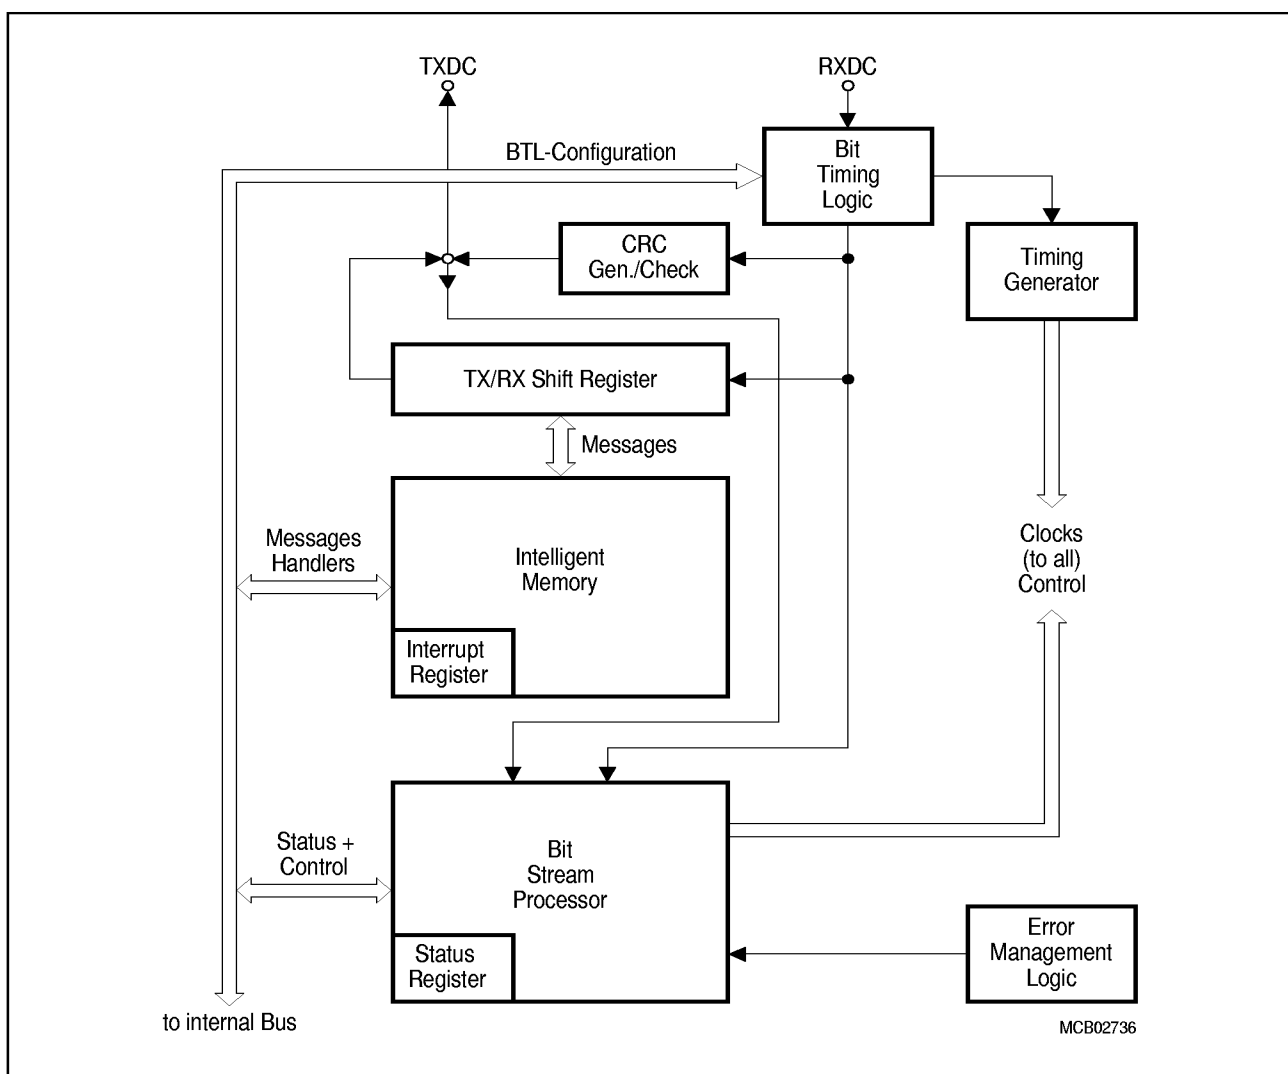 TXDC
RXDC
BTL-Configuration
Bit
Timing
Logic
CRC
Gen./Check
Timing
Generator
TX/RX Shift Register
Messages
Messages
Handlers
Intelligent
Memory
Clocks
(to all)
Control
Interrupt
Register
Status +
Control
Bit
Stream
Processor
Status
Register
Error
Management
Logic
to internal Bus
MCB02736